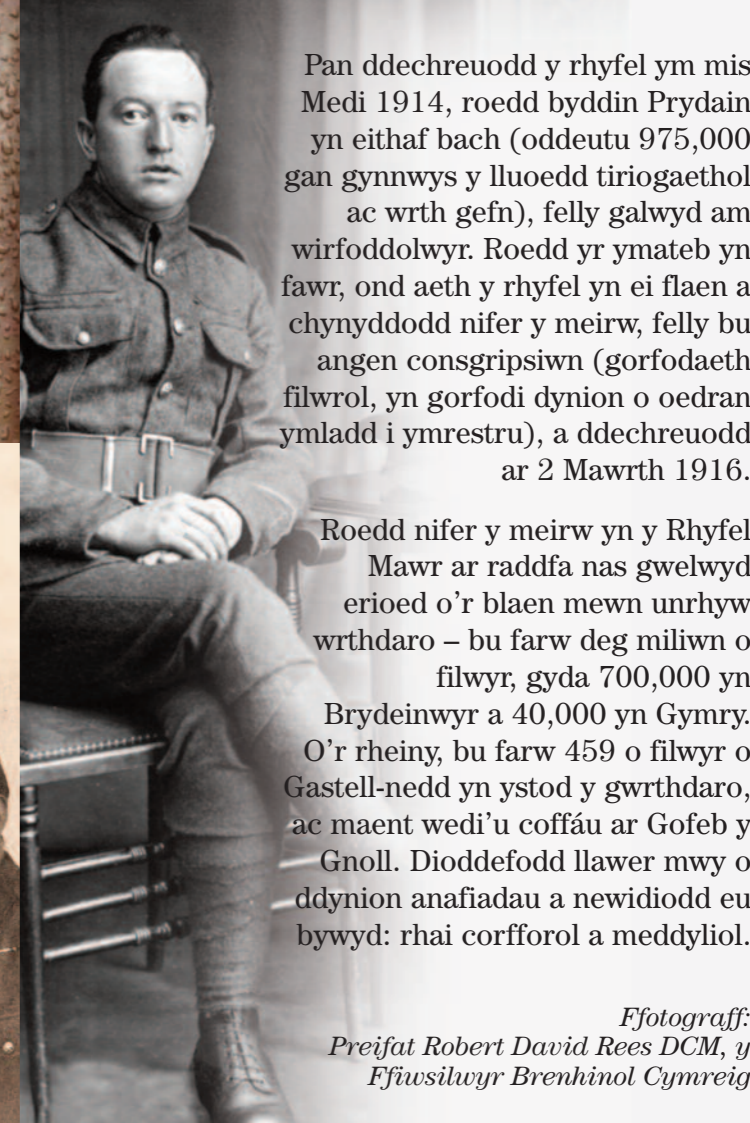 Pan ddechreuodd y rhyfel ym mis
Medi 1914, roedd byddin Prydain
yn eithaf bach (oddeutu 975,000
gan gynnwys y lluoedd tiriogaethol
ac wrth gefn), felly galwyd am
wirfoddolwyr. Roedd yr ymateb yn
fawr, ond aeth y rhyfel yn ei flaen a
chynyddodd nifer y meirw, felly bu
angen consgripsiwn (gorfodaeth
filwrol, yn gorfodi dynion o oedran
ymladd i ymrestru), a ddechreuodd
ar 2 Mawrth 1916.
Roedd nifer y meirw yn y Rhyfel
Mawr ar raddfa nas gwelwyd
erioed o’r blaen mewn unrhyw
wrthdaro – bu farw deg miliwn o
filwyr, gyda 700,000 yn
Brydeinwyr a 40,000 yn Gymry.
O’r rheiny, bu farw 459 o filwyr o
Gastell-nedd yn ystod y gwrthdaro,
ac maent wedi’u coffáu ar Gofeb y
Gnoll. Dioddefodd llawer mwy o
ddynion anafiadau a newidiodd eu
bywyd: rhai corfforol a meddyliol.
Ffotograff:
Preifat Robert David Rees DCM, y
Ffiwsilwyr Brenhinol Cymreig